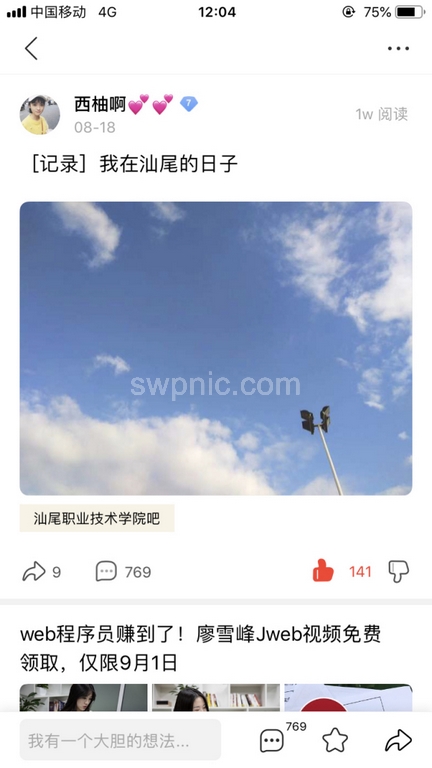 中国移动 4G 12:04 75%
西柚啊💕💕 7
08-18
1w 阅读
［记录］我在汕尾的日子
swpnic.com
汕尾职业技术学院吧
9 769 141
web程序员赚到了！廖雪峰Jweb视频免费
领取，仅限9月1日
我有一个大胆的想法... 769